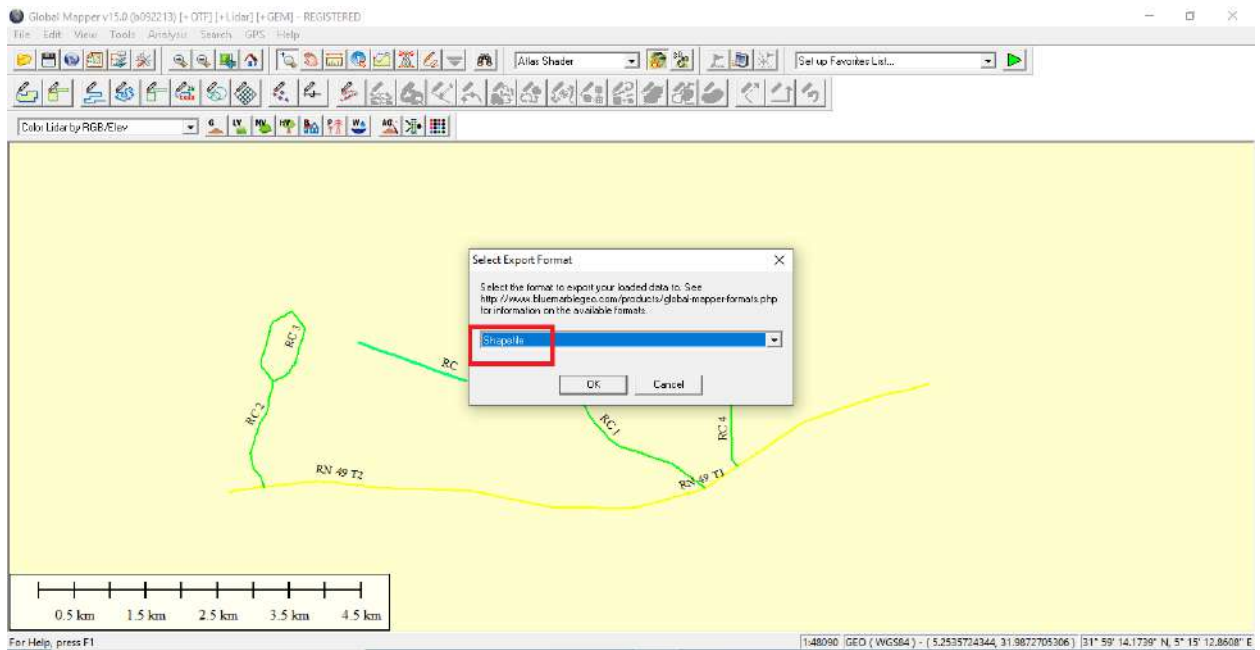 Global Mapper v15.0 (b092213) [+OTF] [+Lidar] [+GEM] - REGISTERED
File Edit View Tools Analysis Search GPS Help
Atlas Shader
Set up Favorites List...
Color Lidar by RGB/Elev
Select Export Format
Select the format to export your loaded data to. See
http://www.bluemarblegeo.com/products/global-mapper-formats.php
for information on the available formats.
Shapefile
OK Cancel
RC 3
RC
RC 2
RC 1
RC 4
RN 49 T2
RN 49 T1
0.5 km 1.5 km 2.5 km 3.5 km 4.5 km
For Help, press F1
1:48090 GEO ( WGS84 ) - ( 5.2535724344, 31.9872705306 ) 31° 59' 14.1739" N, 5° 15' 12.8608" E